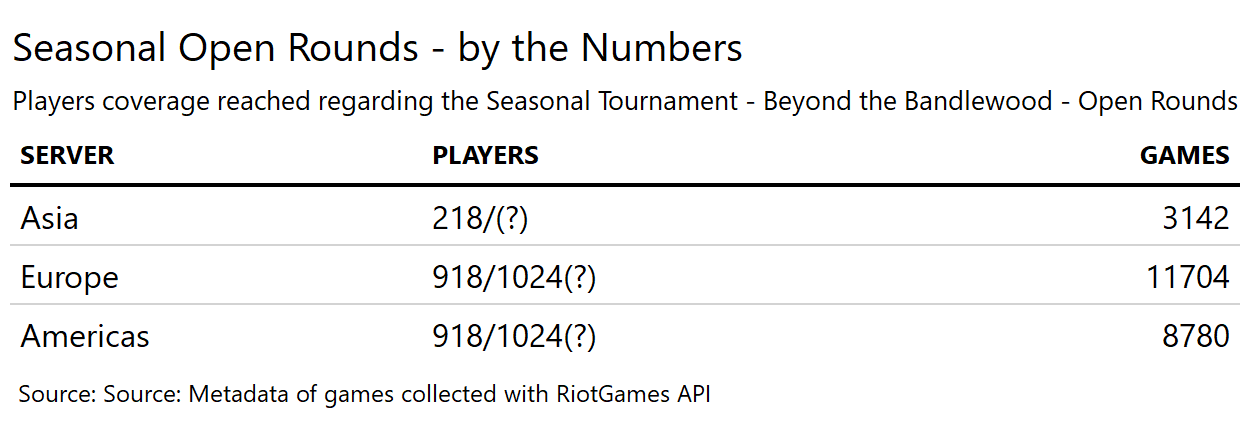 Seasonal Open Rounds - by the Numbers
Players coverage reached regarding the Seasonal Tournament - Beyond the Bandlewood - Open Rounds
SERVER PLAYERS GAMES
Asia 218/(?) 3142
Europe 918/1024(?) 11704
Americas 918/1024(?) 8780
Source: Source: Metadata of games collected with RiotGames API